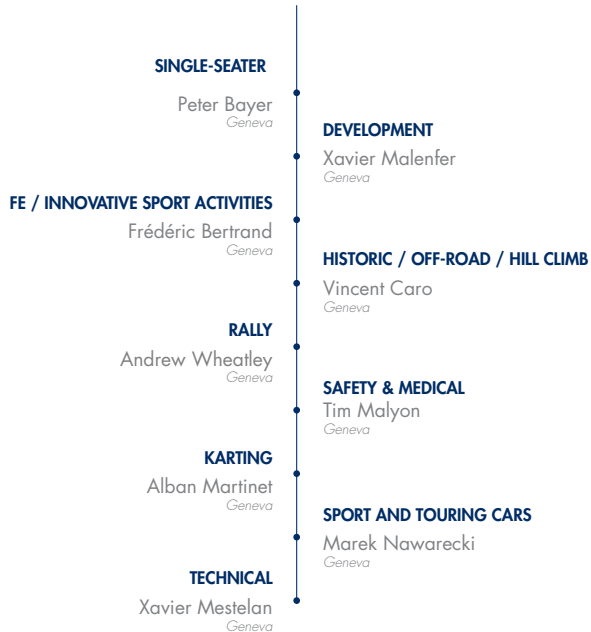 SINGLE-SEATER
Peter Bayer
Geneva
DEVELOPMENT
Xavier Malenfer
Geneva
FE / INNOVATIVE SPORT ACTIVITIES
Frédéric Bertrand
Geneva
HISTORIC / OFF-ROAD / HILL CLIMB
Vincent Caro
Geneva
RALLY
Andrew Wheatley
Geneva
SAFETY & MEDICAL
Tim Malyon
Geneva
KARTING
Alban Martinet
Geneva
SPORT AND TOURING CARS
Marek Nawarecki
Geneva
TECHNICAL
Xavier Mestelan
Geneva